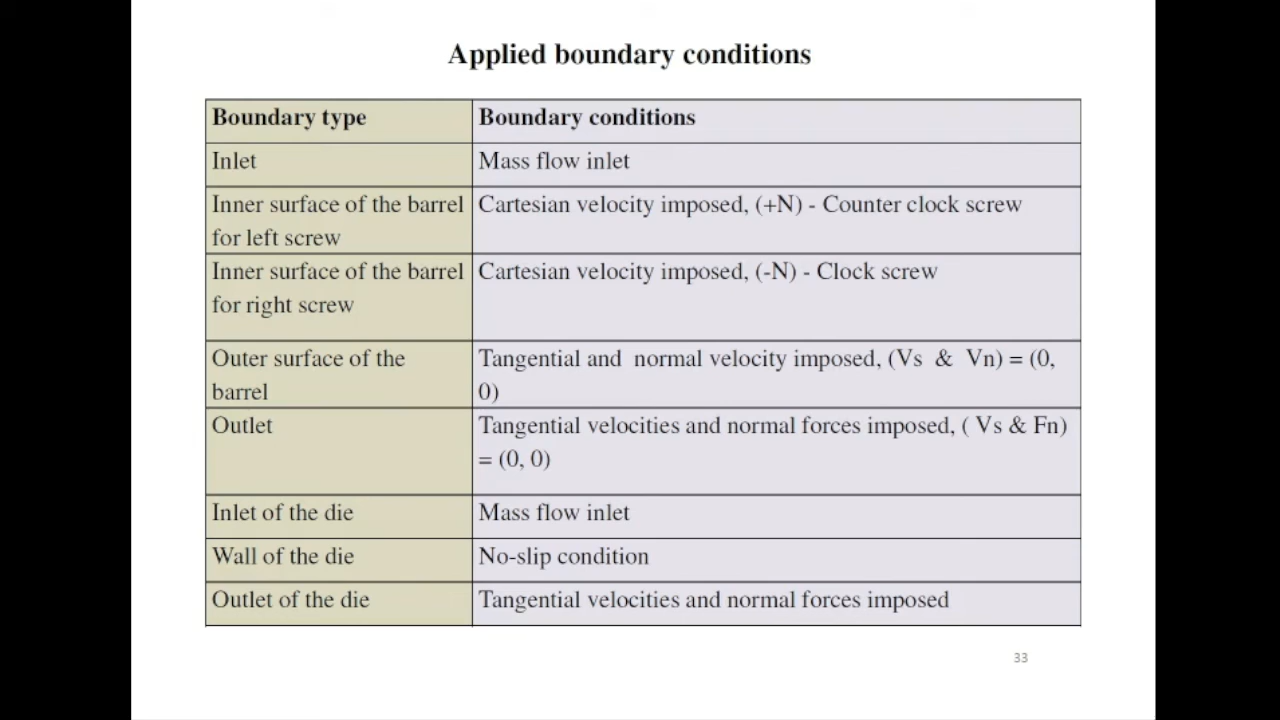 Applied boundary conditions
Boundary type
Boundary conditions
Inlet
Mass flow inlet
Inner surface of the barrel
for left screw
Cartesian velocity imposed, (+N) - Counter clock screw
Inner surface of the barrel
for right screw
Cartesian velocity imposed, (-N) - Clock screw
Outer surface of the
barrel
Tangential and normal velocity imposed, (Vs & Vn) = (0,
0)
Outlet
Tangential velocities and normal forces imposed, ( Vs & Fn)
= (0, 0)
Inlet of the die
Mass flow inlet
Wall of the die
No-slip condition
Outlet of the die
Tangential velocities and normal forces imposed
33